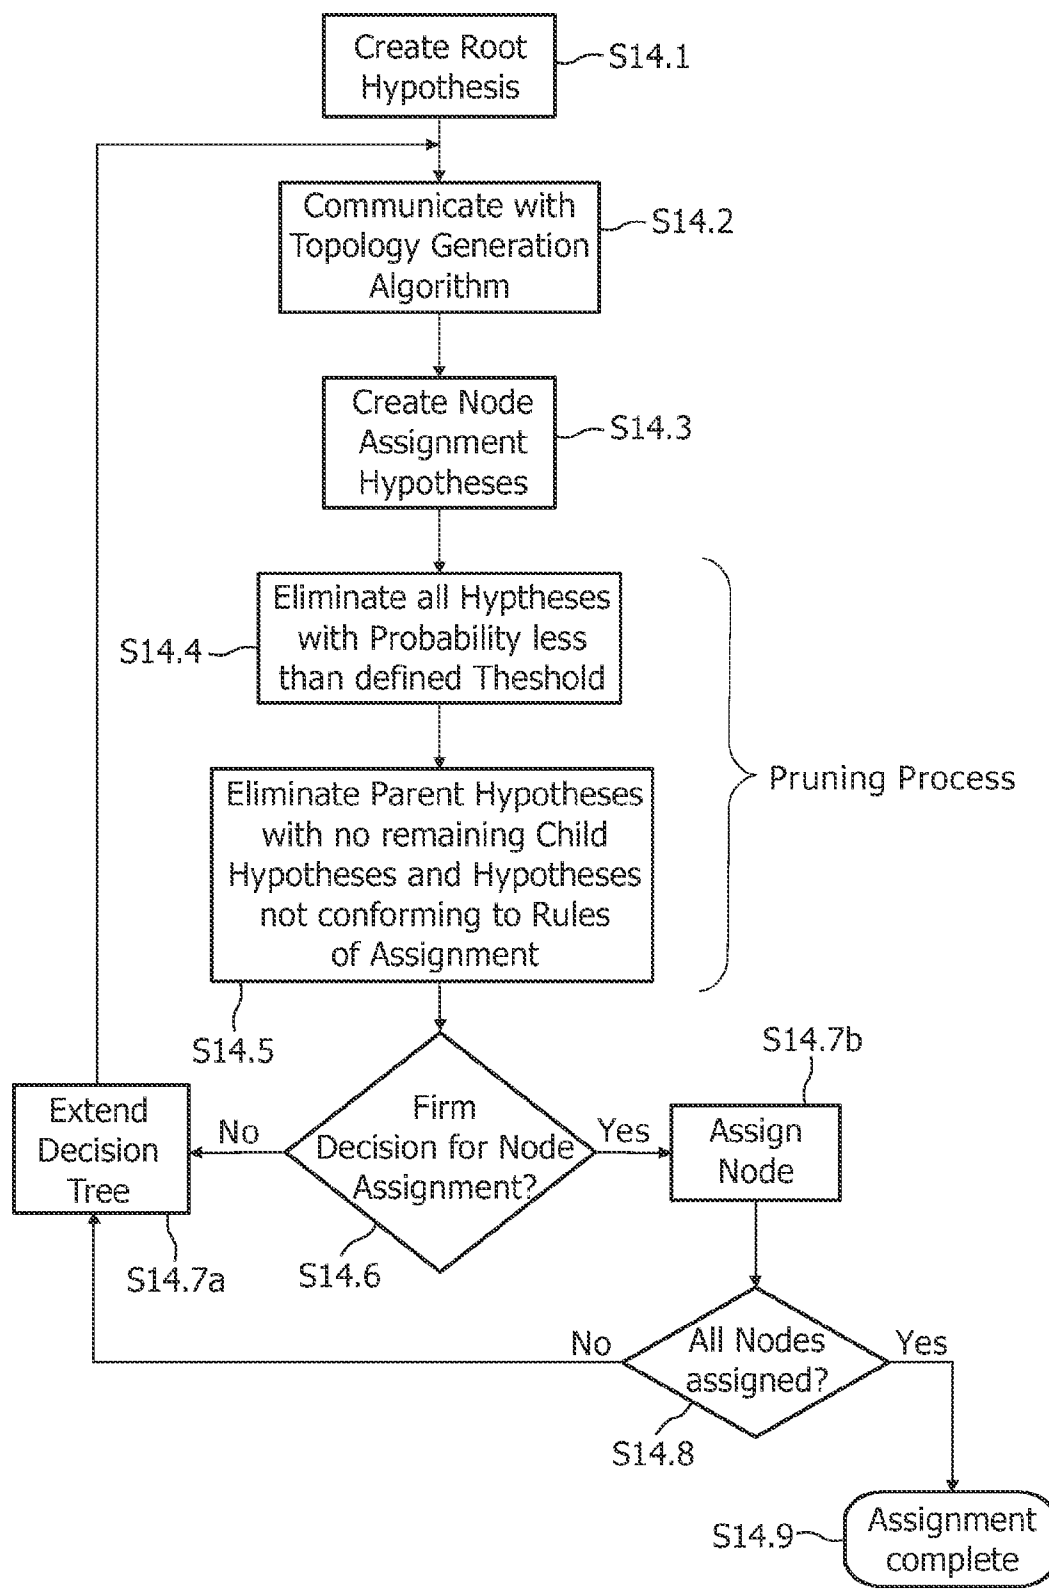 Create Root
Hypothesis
S14.1
Communicate with
Topology Generation
Algorithm
S14.2
Create Node
Assignment
Hypotheses
S14.3
Eliminate all Hyptheses
with Probability less
than defined Theshold
S14.4
Eliminate Parent Hypotheses
with no remaining Child
Hypotheses and Hypotheses
not conforming to Rules
of Assignment
S14.5
Pruning Process
Firm
Decision for Node
Assignment?
S14.6
No
Yes
Extend
Decision
Tree
S14.7a
S14.7b
Assign
Node
All Nodes
assigned?
S14.8
No
Yes
Assignment
complete
S14.9